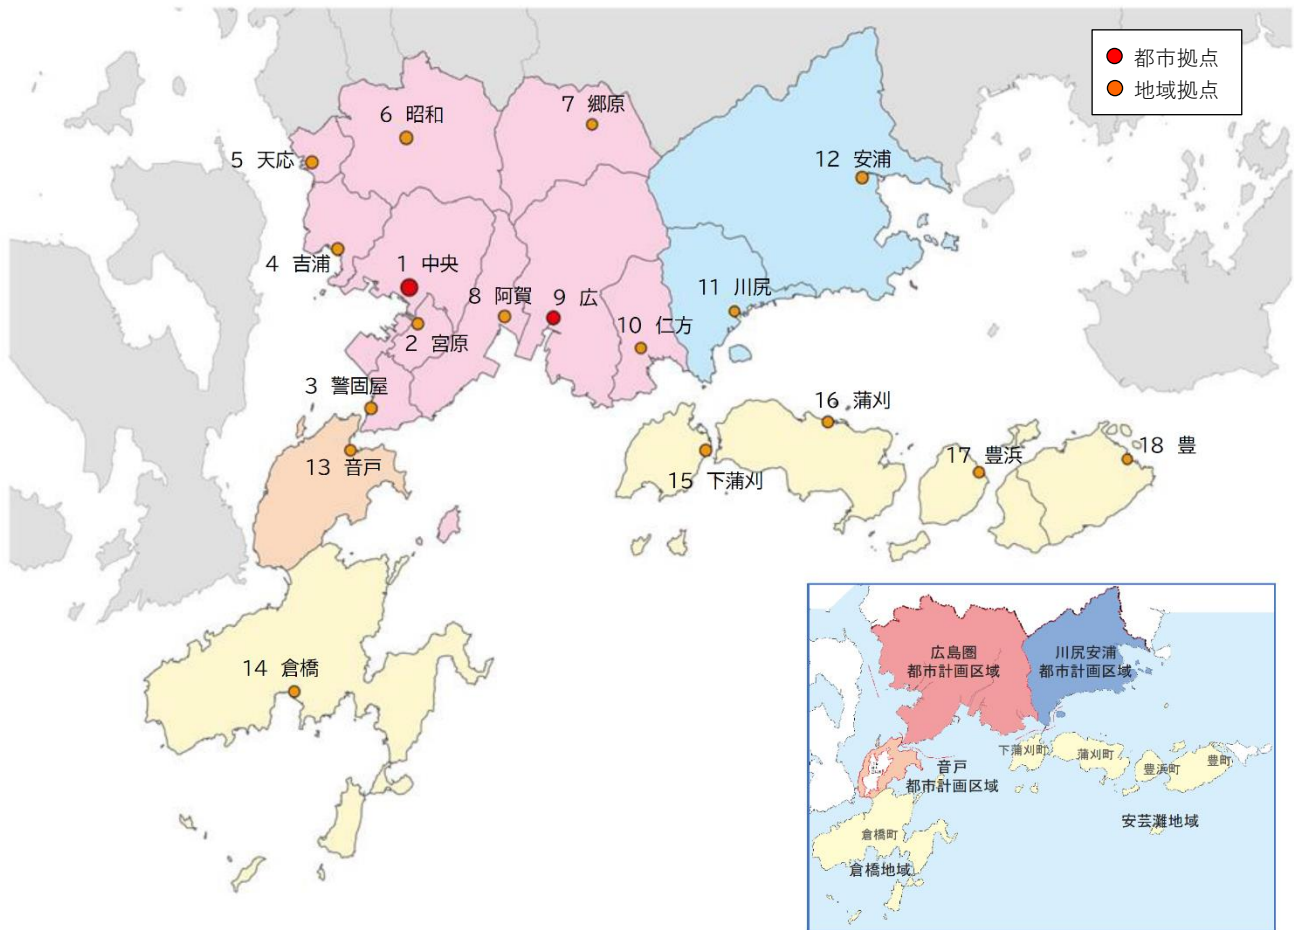 都市拠点
地域拠点
7 郷原
6 昭和
5 天応
12 安浦
4 吉浦
1 中央
8 阿賀
9 広
11 川尻
10 仁方
2 宮原
3 警固屋
16 蒲刈
13 音戸
15 下蒲刈
17 豊浜
18 豊
14 倉橋
広島圏
都市計画区域
川尻安浦
都市計画区域
下蒲刈町
蒲刈町
豊浜町
豊町
音戸
都市計画区域
安芸灘地域
倉橋町
倉橋地域